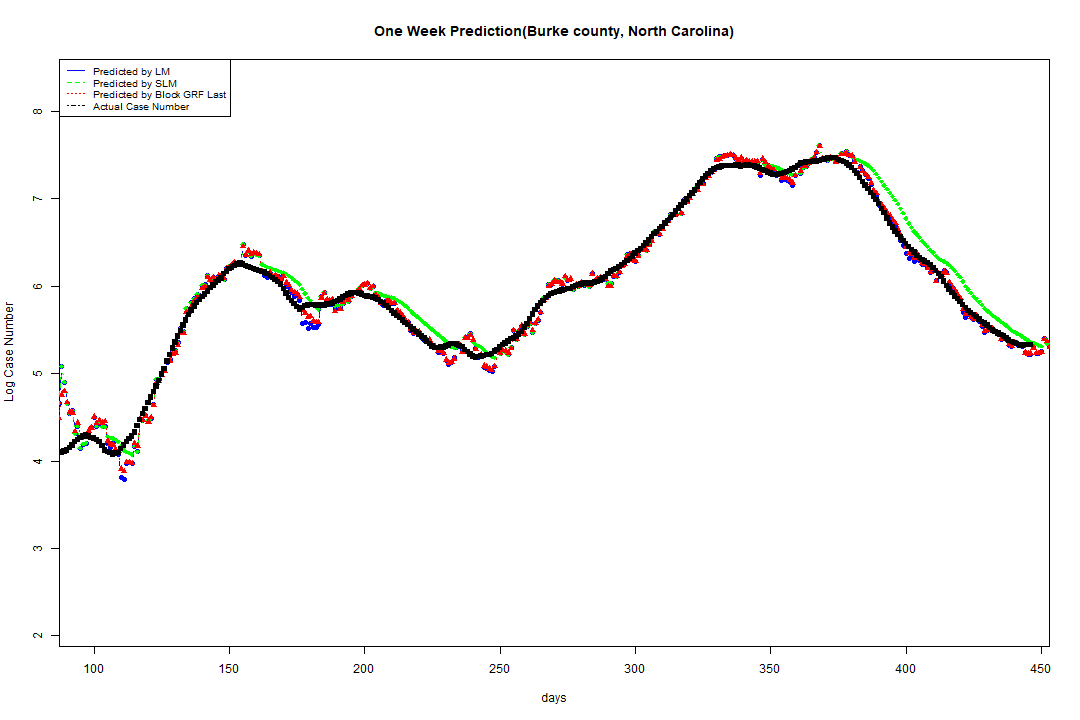 One Week Prediction(Burke county, North Carolina)
Predicted by LM
Predicted by SLM
Predicted by Block GRF Last
Actual Case Number
Log Case Number
8
7
6
5
4
3
2
100 150 200 250 300 350 400 450
days